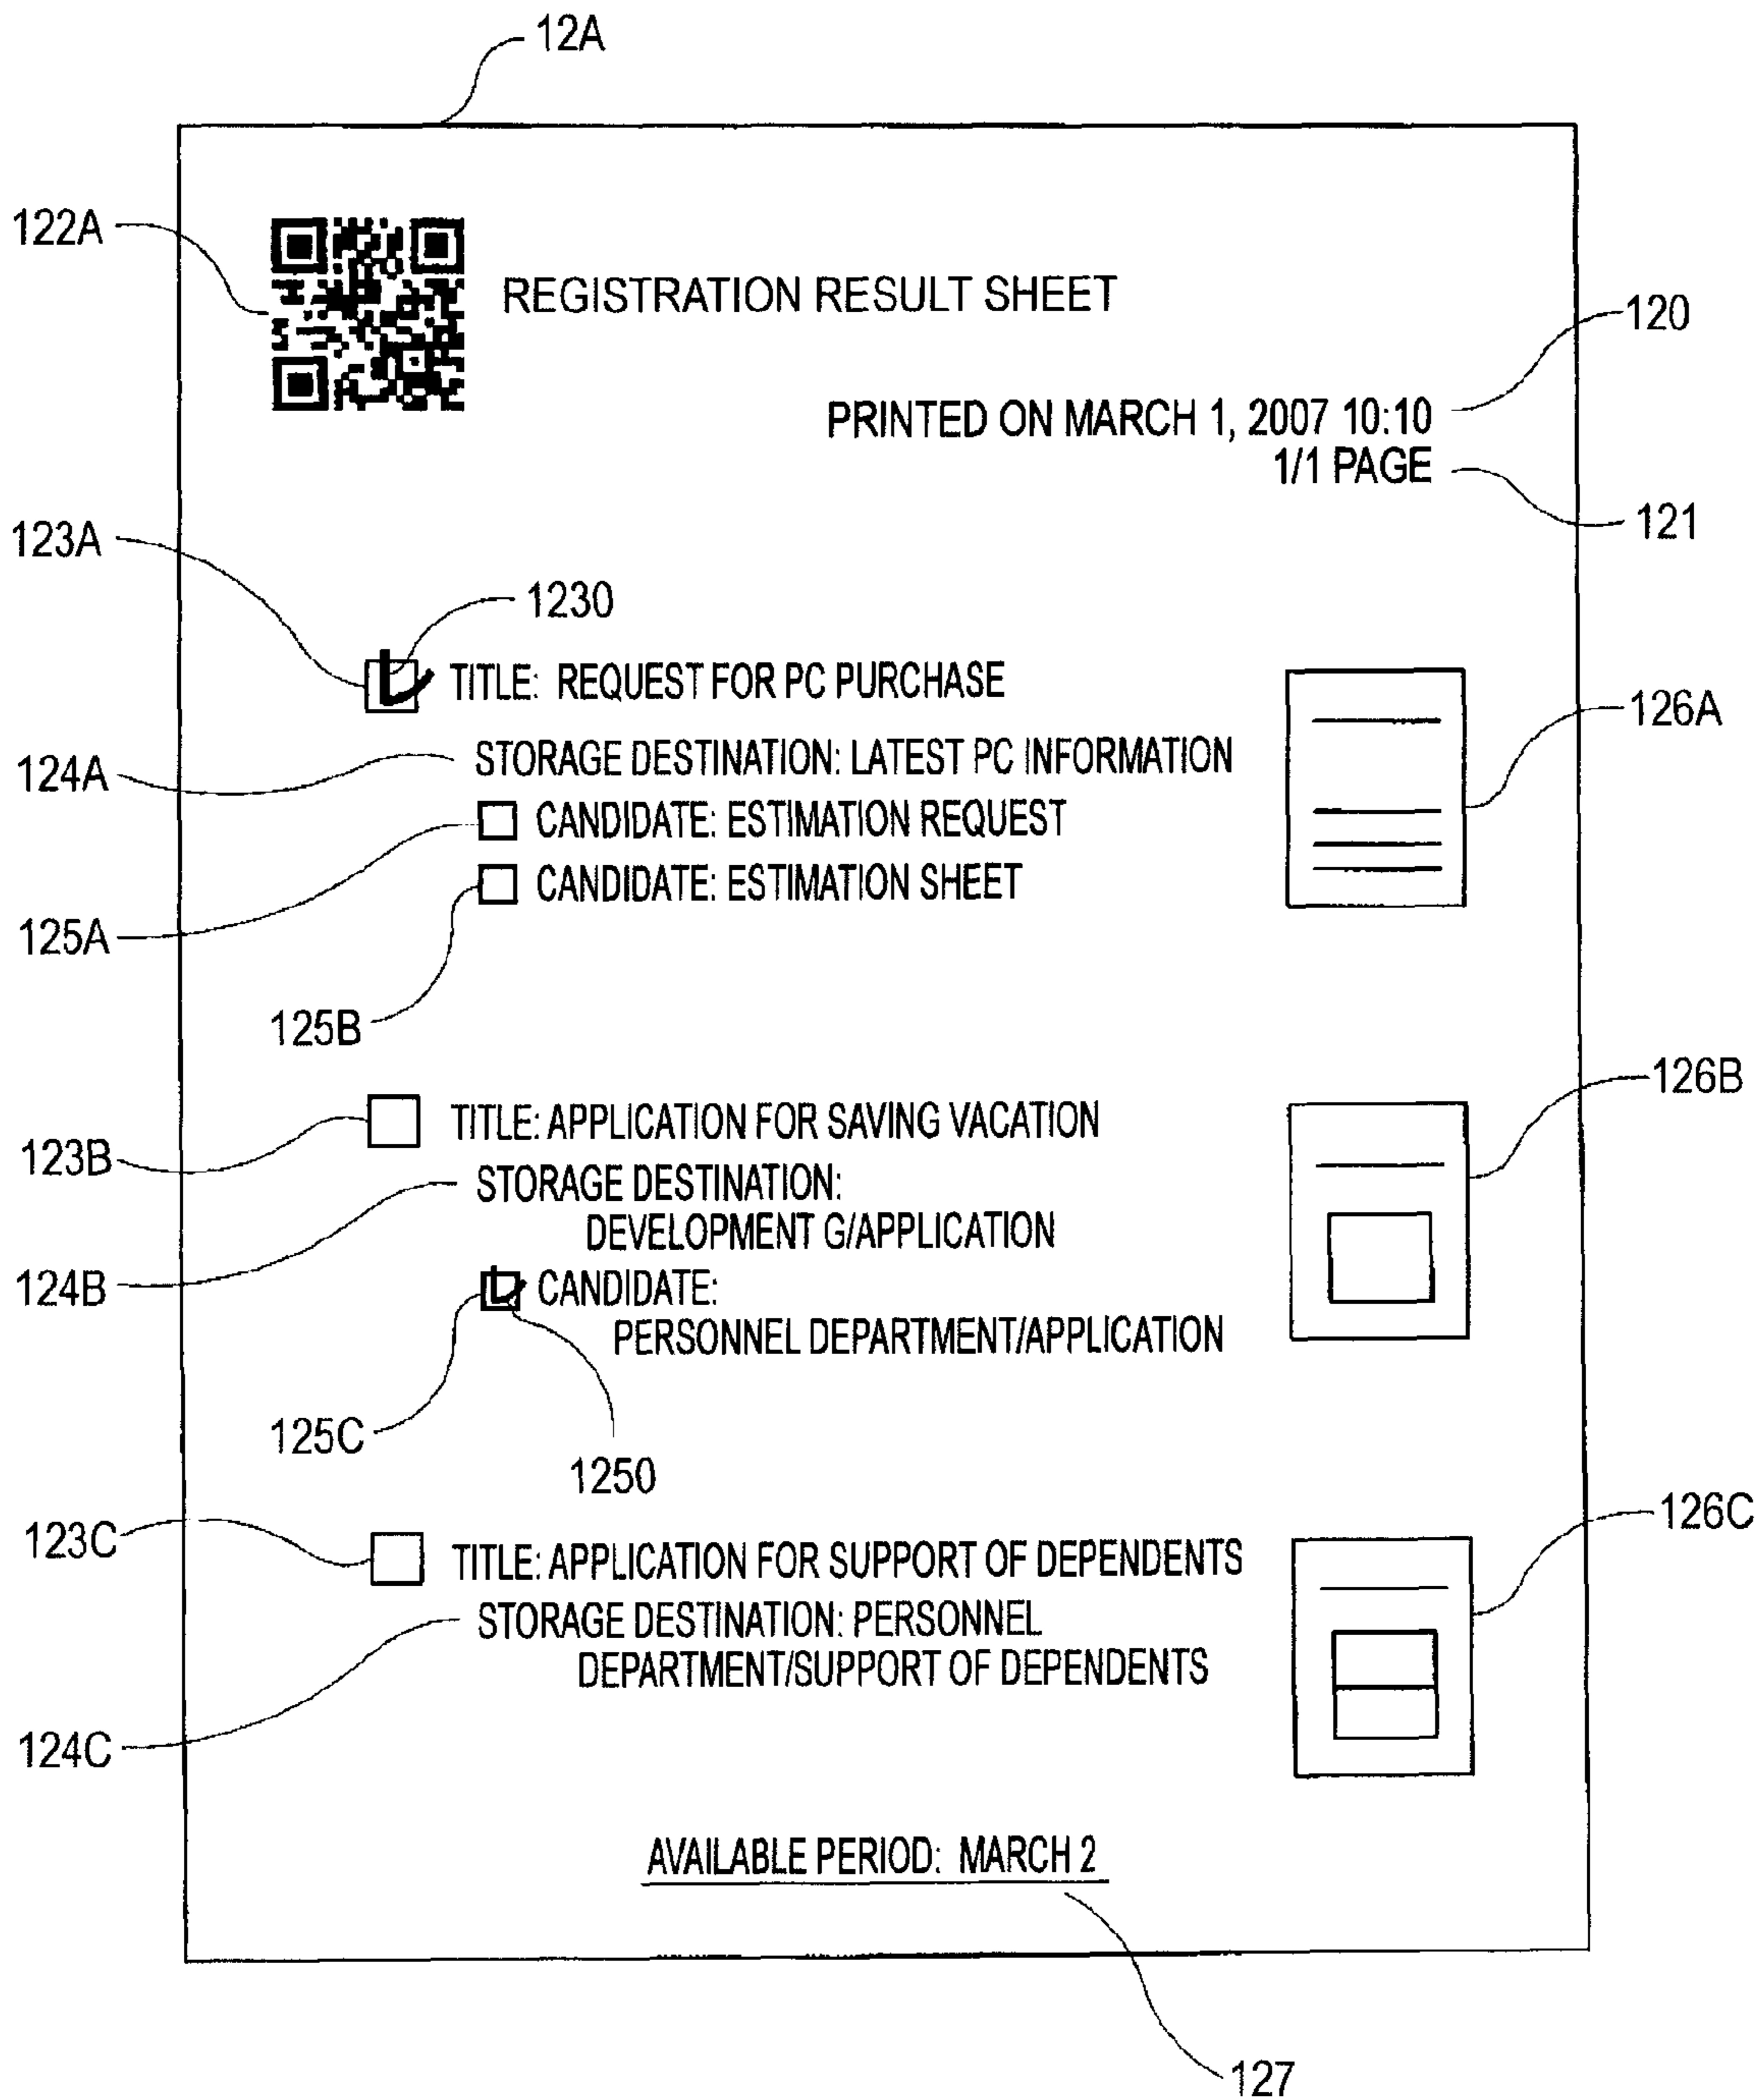 12A
122A
REGISTRATION RESULT SHEET
120
PRINTED ON MARCH 1, 2007 10:10
1/1 PAGE
121
123A
1230
TITLE: REQUEST FOR PC PURCHASE
126A
124A
STORAGE DESTINATION: LATEST PC INFORMATION
CANDIDATE: ESTIMATION REQUEST
CANDIDATE: ESTIMATION SHEET
125A
125B
126B
123B
TITLE: APPLICATION FOR SAVING VACATION
STORAGE DESTINATION:
DEVELOPMENT G/APPLICATION
124B
CANDIDATE:
PERSONNEL DEPARTMENT/APPLICATION
125C
1250
126C
123C
TITLE: APPLICATION FOR SUPPORT OF DEPENDENTS
STORAGE DESTINATION: PERSONNEL
DEPARTMENT/SUPPORT OF DEPENDENTS
124C
AVAILABLE PERIOD: MARCH 2
127